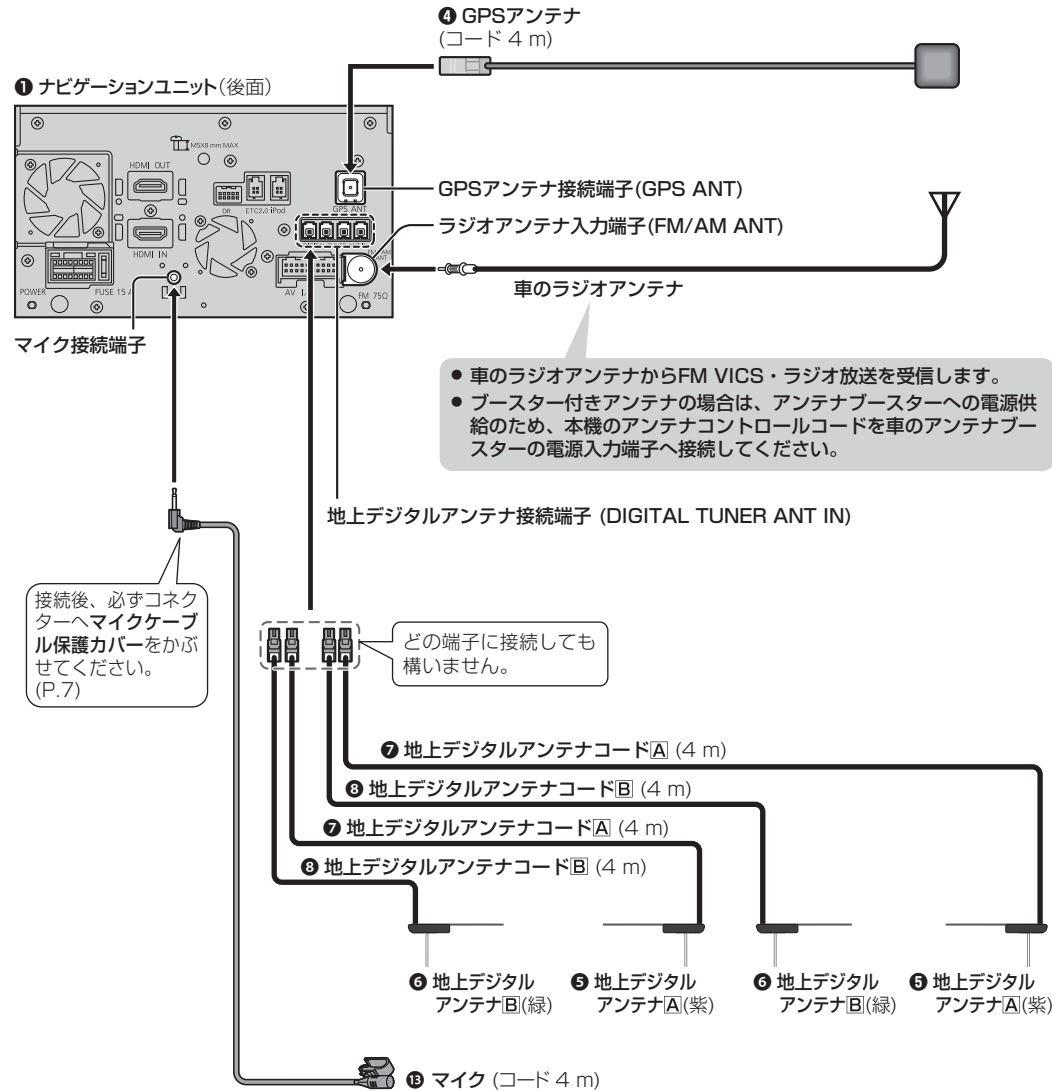 ❹ GPSアンテナ
(コード 4 m)
❶ ナビゲーションユニット(後面)
M5X8 mm MAX
HDMI OUT
DR
ETC2.0
iPod
GPS ANT
HDMI IN
POWER
FUSE 15 A
AV
FM/AM
ANT
FM 75Ω
GPSアンテナ接続端子(GPS ANT)
ラジオアンテナ入力端子(FM/AM ANT)
車のラジオアンテナ
マイク接続端子
● 車のラジオアンテナからFM VICS・ラジオ放送を受信します。
● ブースター付きアンテナの場合は、アンテナブースターへの電源供
給のため、本機のアンテナコントロールコードを車のアンテナブー
スターの電源入力端子へ接続してください。
地上デジタルアンテナ接続端子 (DIGITAL TUNER ANT IN)
接続後、必ずコネク
ターへマイクケーブ
ル保護カバーをかぶ
せてください。
(P.7)
どの端子に接続しても
構いません。
❼ 地上デジタルアンテナコードA (4 m)
❽ 地上デジタルアンテナコードB (4 m)
❼ 地上デジタルアンテナコードA (4 m)
❽ 地上デジタルアンテナコードB (4 m)
❻ 地上デジタル
アンテナB(緑)
❺ 地上デジタル
アンテナA(紫)
❻ 地上デジタル
アンテナB(緑)
❺ 地上デジタル
アンテナA(紫)
⓭ マイク (コード 4 m)